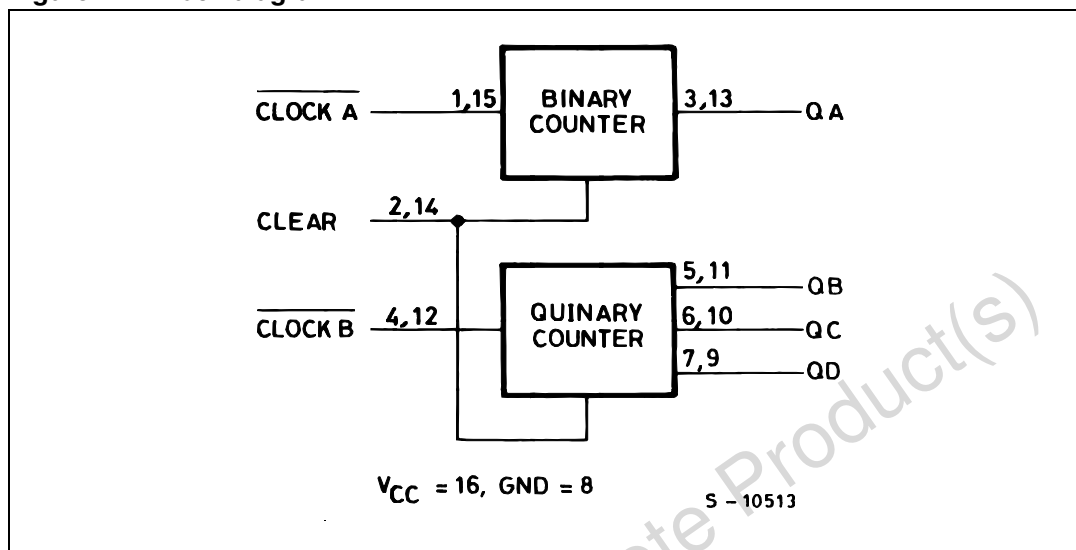 CLOCK A
1,15
BINARY
COUNTER
3,13
QA
CLEAR
2,14
CLOCK B
4,12
QUINARY
COUNTER
5,11
QB
6,10
QC
7,9
QD
VCC = 16, GND = 8
S - 10513
Product(s)